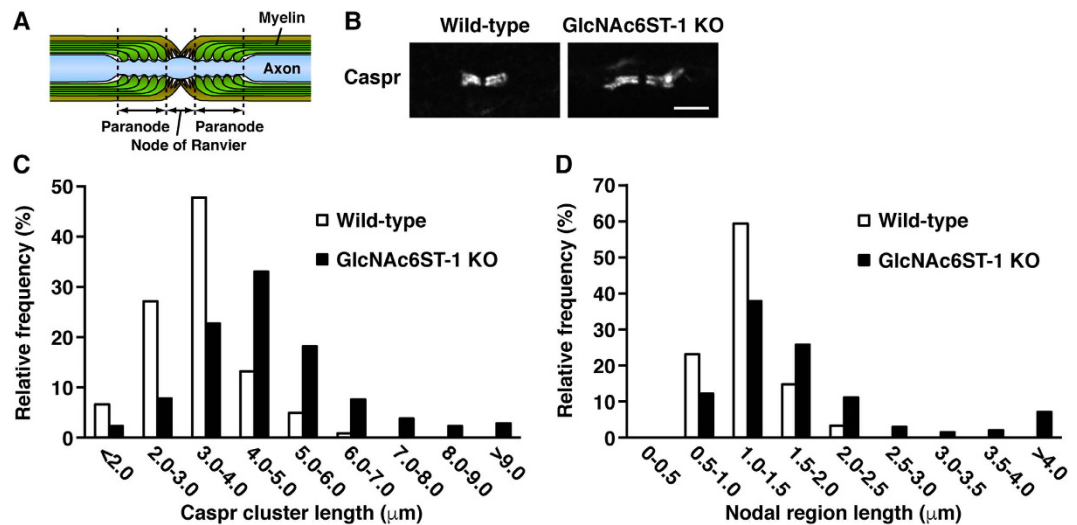 A
Myelin
Axon
Paranode
Paranode
Node of Ranvier
B
Wild-type
GlcNAc6ST-1 KO
Caspr
C
50
40
30
20
10
0
Relative frequency (%)
Wild-type
GlcNAc6ST-1 KO
<2.0
2.0-3.0
3.0-4.0
4.0-5.0
5.0-6.0
6.0-7.0
7.0-8.0
8.0-9.0
>9.0
Caspr cluster length (μm)
D
70
60
50
40
30
20
10
0
Relative frequency (%)
Wild-type
GlcNAc6ST-1 KO
0-0.5
0.5-1.0
1.0-1.5
1.5-2.0
2.0-2.5
2.5-3.0
3.0-3.5
3.5-4.0
>4.0
Nodal region length (μm)